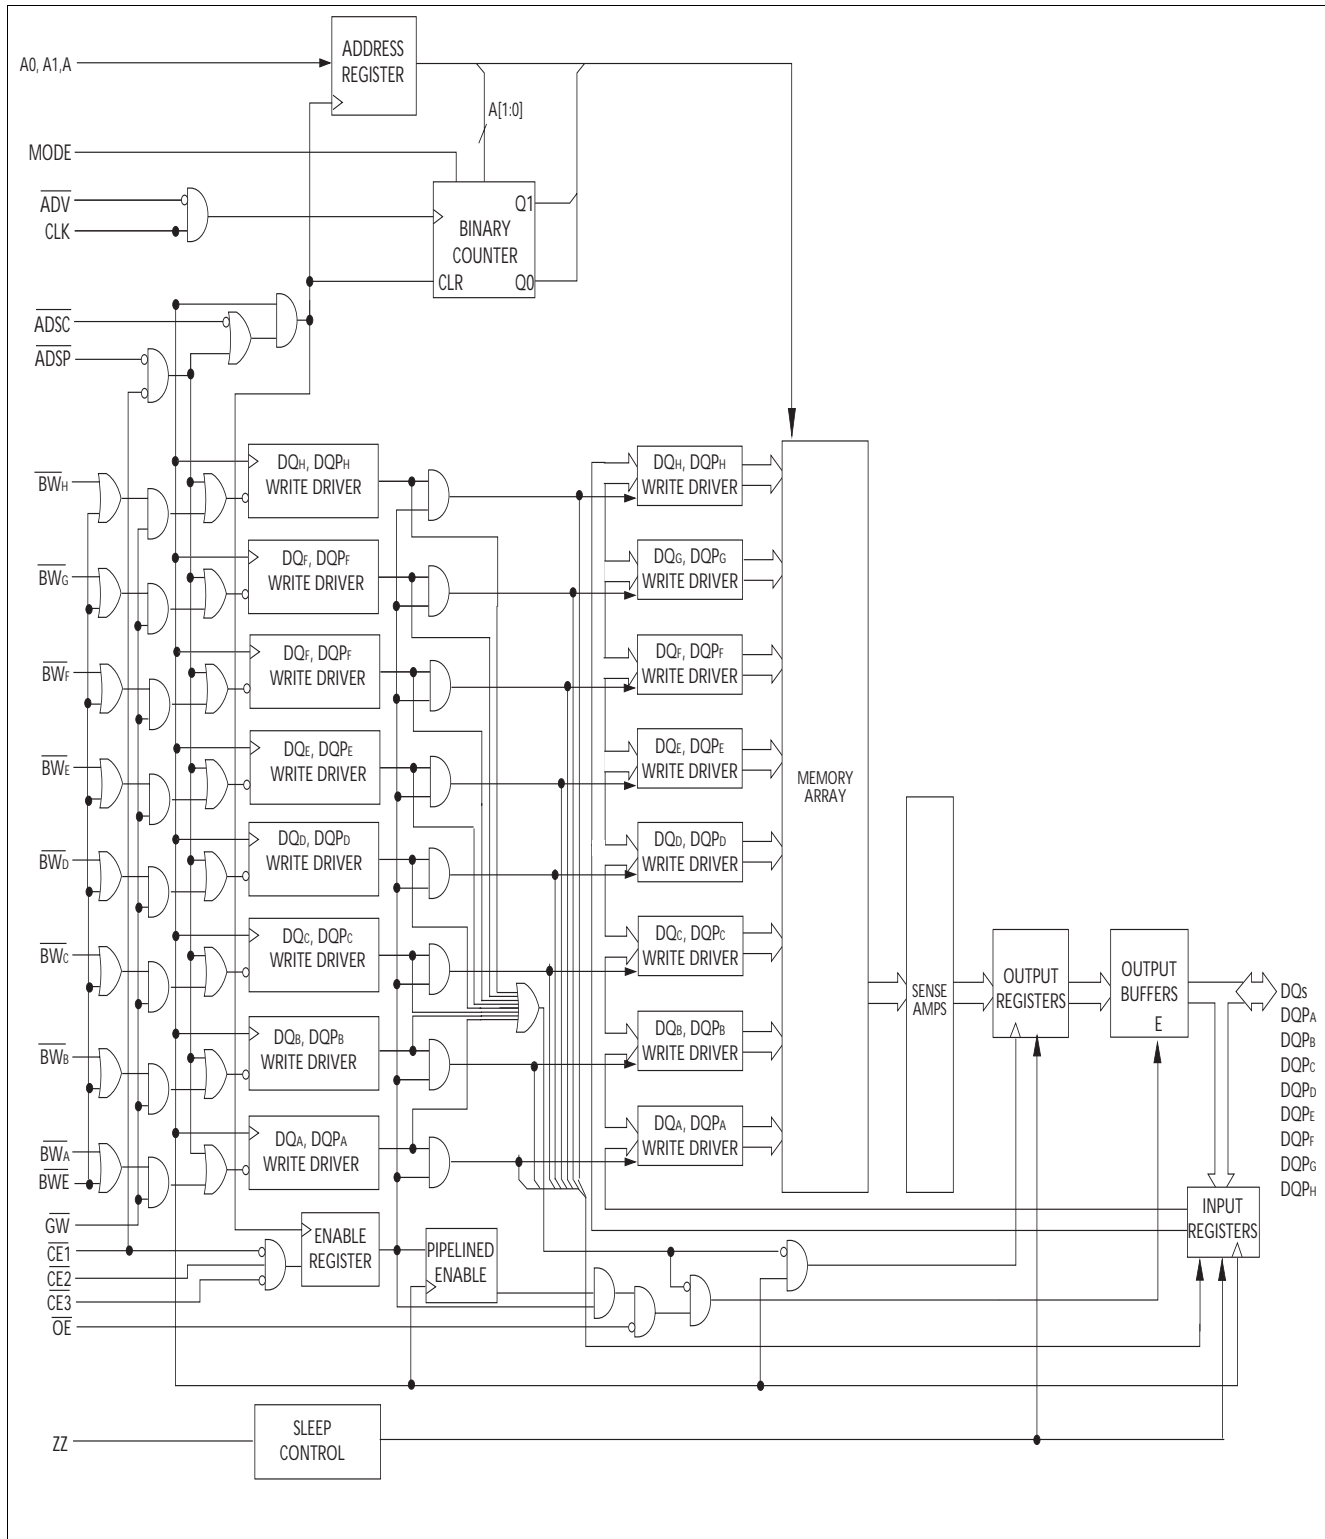 ADDRESS
REGISTER
A0, A1,A
A[1:0]
MODE
ADV
CLK
Q1
BINARY
COUNTER
CLR
Q0
ADSC
ADSP
DQH, DQPH
WRITE DRIVER
DQH, DQPH
WRITE DRIVER
BWH
DQF, DQPF
WRITE DRIVER
DQG, DQPG
WRITE DRIVER
BWG
DQF, DQPF
WRITE DRIVER
DQF, DQPF
WRITE DRIVER
BWF
DQE, DQPE
WRITE DRIVER
DQE, DQPE
WRITE DRIVER
BWE
MEMORY
ARRAY
DQD, DQPD
WRITE DRIVER
DQD, DQPD
WRITE DRIVER
BWD
DQC, DQPC
WRITE DRIVER
DQC, DQPC
WRITE DRIVER
BWC
SENSE
AMPS
OUTPUT
REGISTERS
OUTPUT
BUFFERS
E
DQs
DQPA
DQPB
DQPC
DQPD
DQPE
DQPF
DQPG
DQPH
DQB, DQPB
WRITE DRIVER
DQB, DQPB
WRITE DRIVER
BWB
DQA, DQPA
WRITE DRIVER
DQA, DQPA
WRITE DRIVER
BWA
BWE
GW
CE1
CE2
CE3
OE
ENABLE
REGISTER
PIPELINED
ENABLE
INPUT
REGISTERS
ZZ
SLEEP
CONTROL